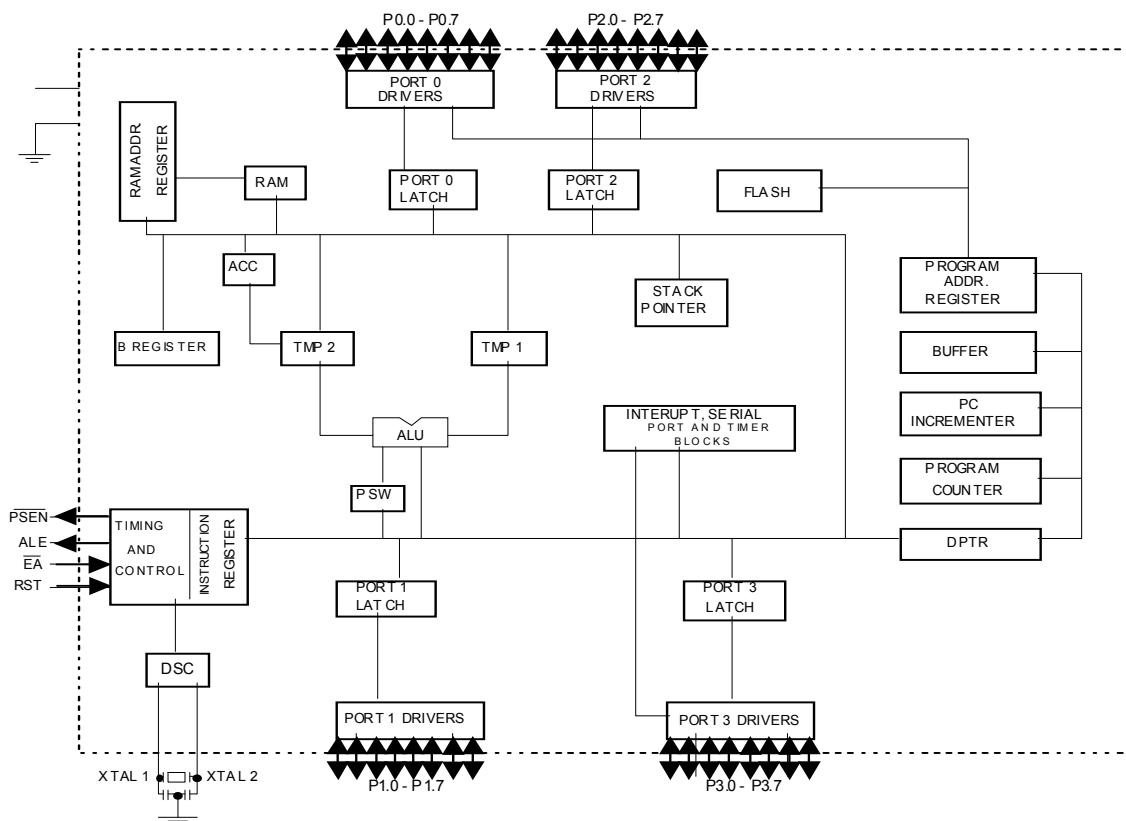 P0.0 - P0.7
P2.0 - P2.7
PORT 0
DRIVERS
PORT 2
DRIVERS
RAMADDR
REGISTER
RAM
PORT 0
LATCH
PORT 2
LATCH
FLASH
ACC
STACK
POINTER
PROGRAM
ADDR.
REGISTER
B REGISTER
TMP 2
TMP 1
BUFFER
ALU
INTERUPT, SERIAL
PORT AND TIMER
BLOCKS
PC
INCREMENTER
PSW
PROGRAM
COUNTER
PSEN
ALE
EA
RST
TIMING
AND
CONTROL
INSTRUCTION
REGISTER
DPTR
PORT 1
LATCH
PORT 3
LATCH
DSC
PORT 1 DRIVERS
PORT 3 DRIVERS
XTAL 1
XTAL 2
P1.0 - P1.7
P3.0 - P3.7